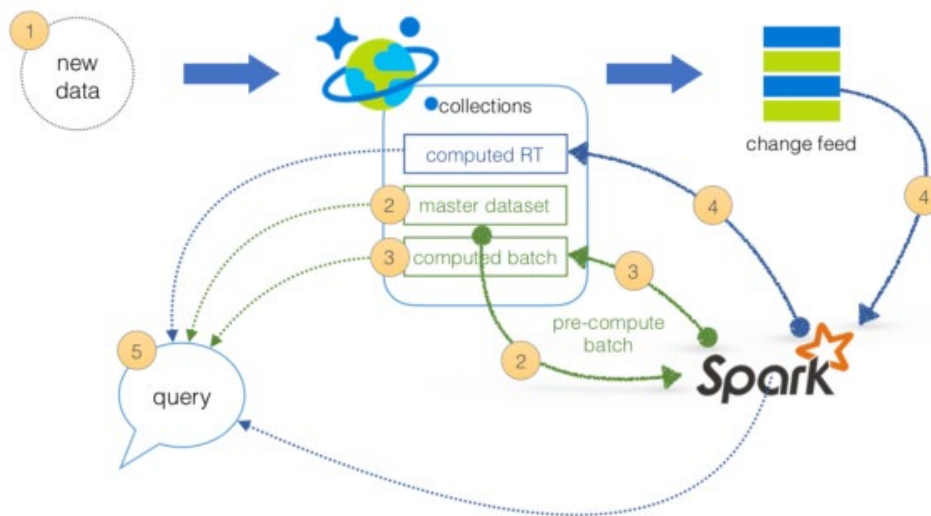 1
new
data
collections
computed RT
2
master dataset
3
computed batch
change feed
4
4
3
pre-compute
batch
2
Spark
5
query